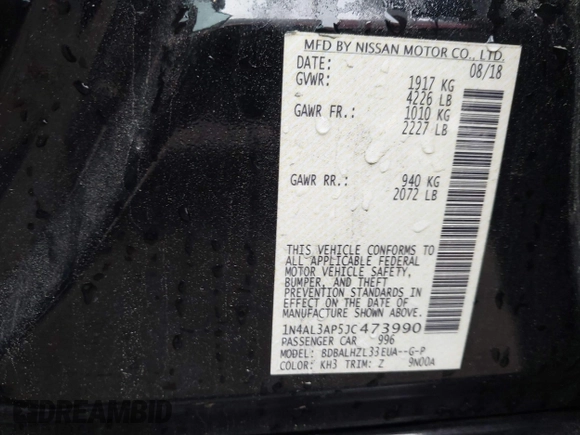 MFD BY NISSAN MOTOR CO., LTD.
DATE: 08/18
GVWR: 1917 KG
4226 LB
GAWR FR.: 1010 KG
2227 LB
GAWR RR.: 940 KG
2072 LB
THIS VEHICLE CONFORMS TO
ALL APPLICABLE FEDERAL
MOTOR VEHICLE SAFETY,
BUMPER, AND THEFT
PREVENTION STANDARDS IN
EFFECT ON THE DATE OF
MANUFACTURE SHOWN ABOVE.
1N4AL3AP5JC473990
PASSENGER CAR 996
MODEL: BDBALHZL33EUA--G-P
COLOR: KH3 TRIM: Z 9N00A
DREAMBID